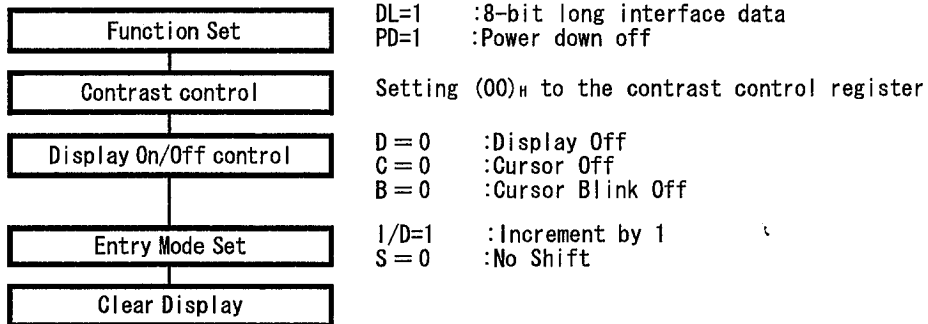 Function Set
DL=1 :8-bit long interface data
PD=1 :Power down off
Contrast control
Setting (00)H to the contrast control register
Display On/Off control
D=0 :Display Off
C=0 :Cursor Off
B=0 :Cursor Blink Off
Entry Mode Set
I/D=1 :Increment by 1
S=0 :No Shift
Clear Display